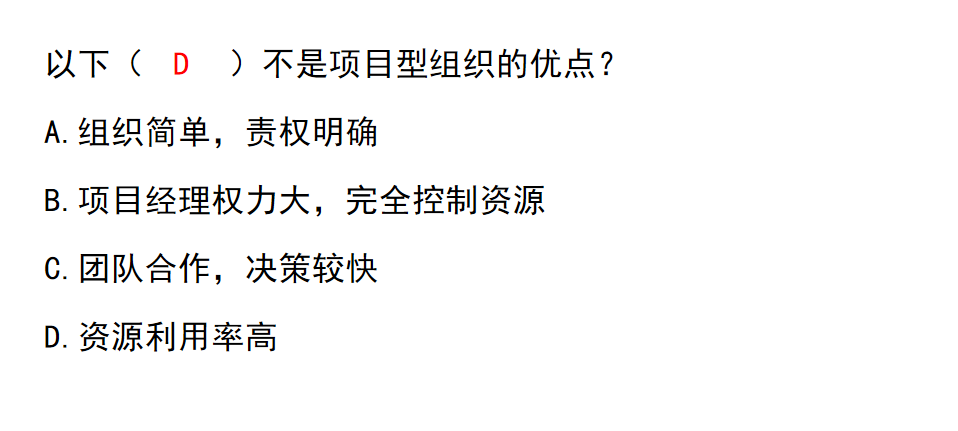 以下（ D ）不是项目型组织的优点？
A.组织简单，责权明确
B.项目经理权力大，完全控制资源
C.团队合作，决策较快
D.资源利用率高